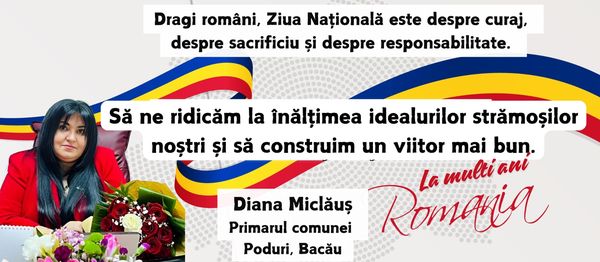 Dragi români, Ziua Națională este despre curaj,
despre sacrificiu și despre responsabilitate.
Să ne ridicăm la înălțimea idealurilor strămoșilor
noștri și să construim un viitor mai bun.
La multi ani
Romania
Diana Miclăuș
Primarul comunei
Poduri, Bacău